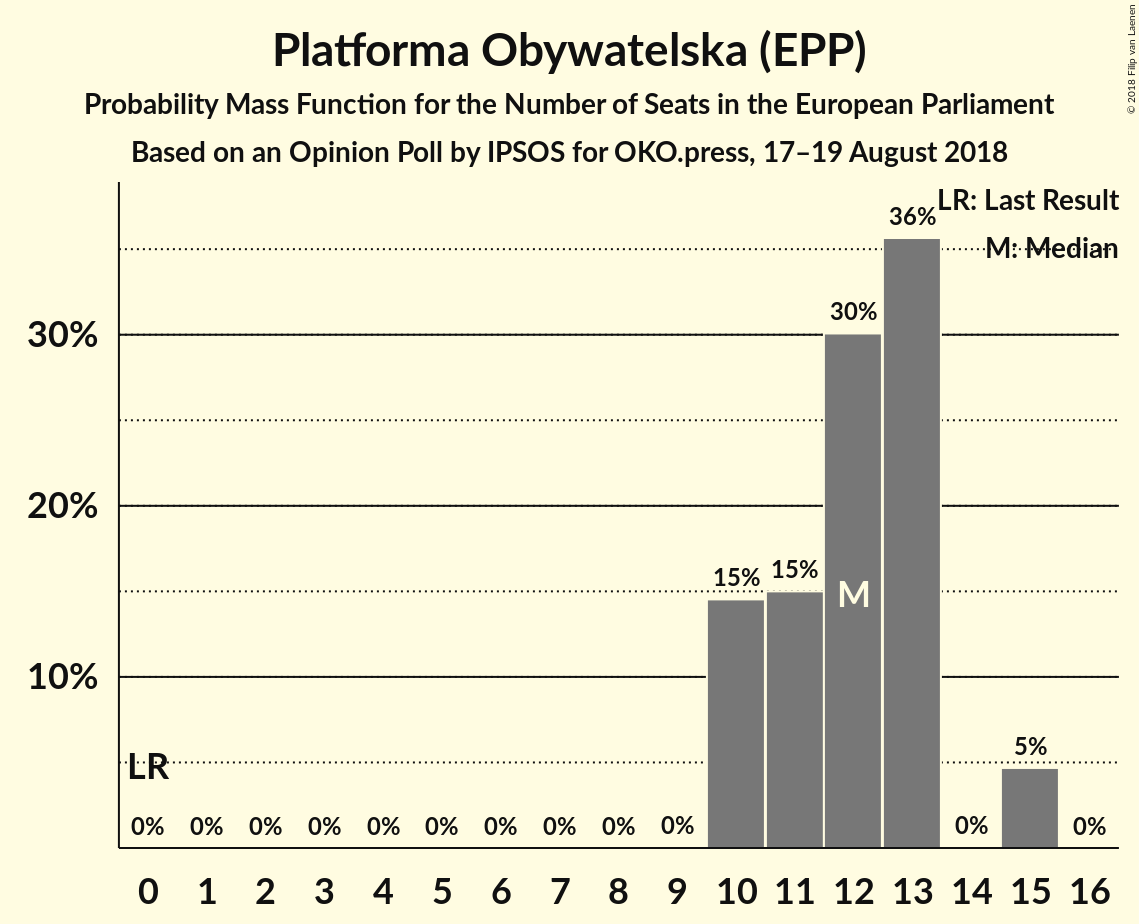 Platforma Obywatelska (EPP)
Probability Mass Function for the Number of Seats in the European Parliament
Based on an Opinion Poll by IPSOS for OKO.press, 17–19 August 2018
© 2018 Filip van Laenen
LR: Last Result
M: Median
36%
30%
30%
20%
15%
15%
M
10%
5%
LR
0% 0% 0% 0% 0% 0% 0% 0% 0% 0% 0% 0%
0 1 2 3 4 5 6 7 8 9 10 11 12 13 14 15 16